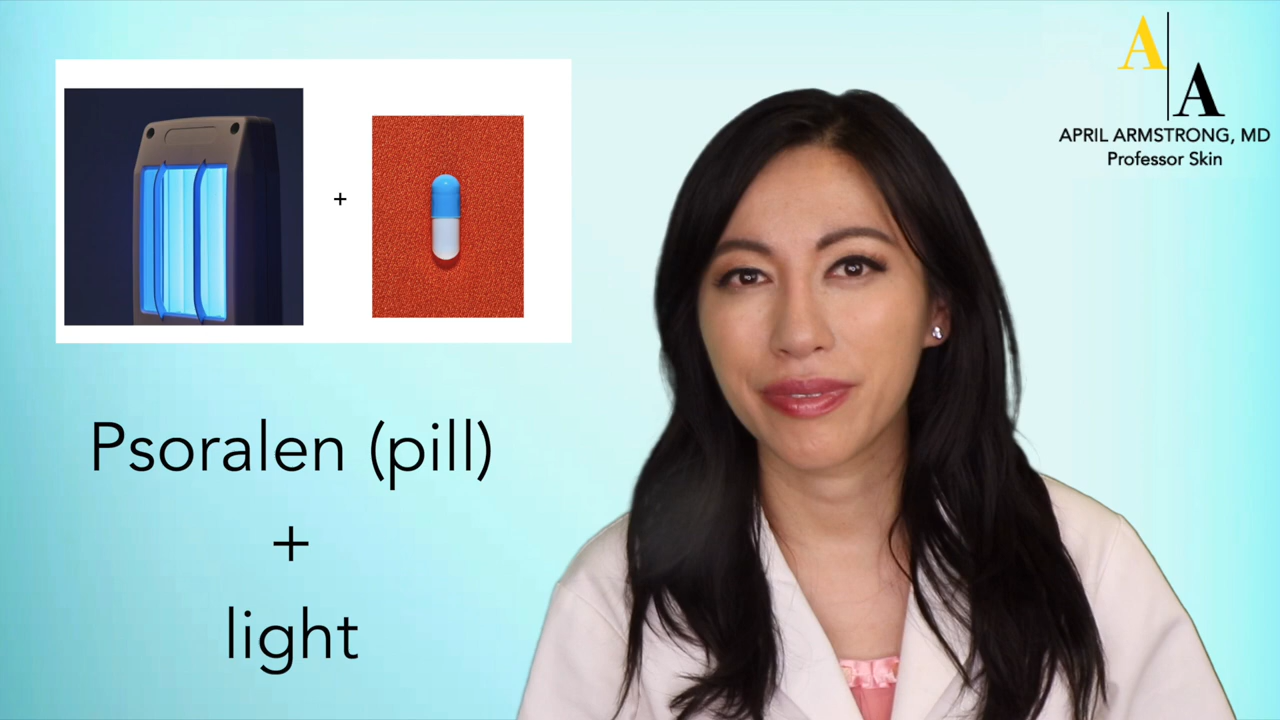 A A
APRIL ARMSTRONG, MD
Professor Skin
+
Psoralen (pill)
+
light